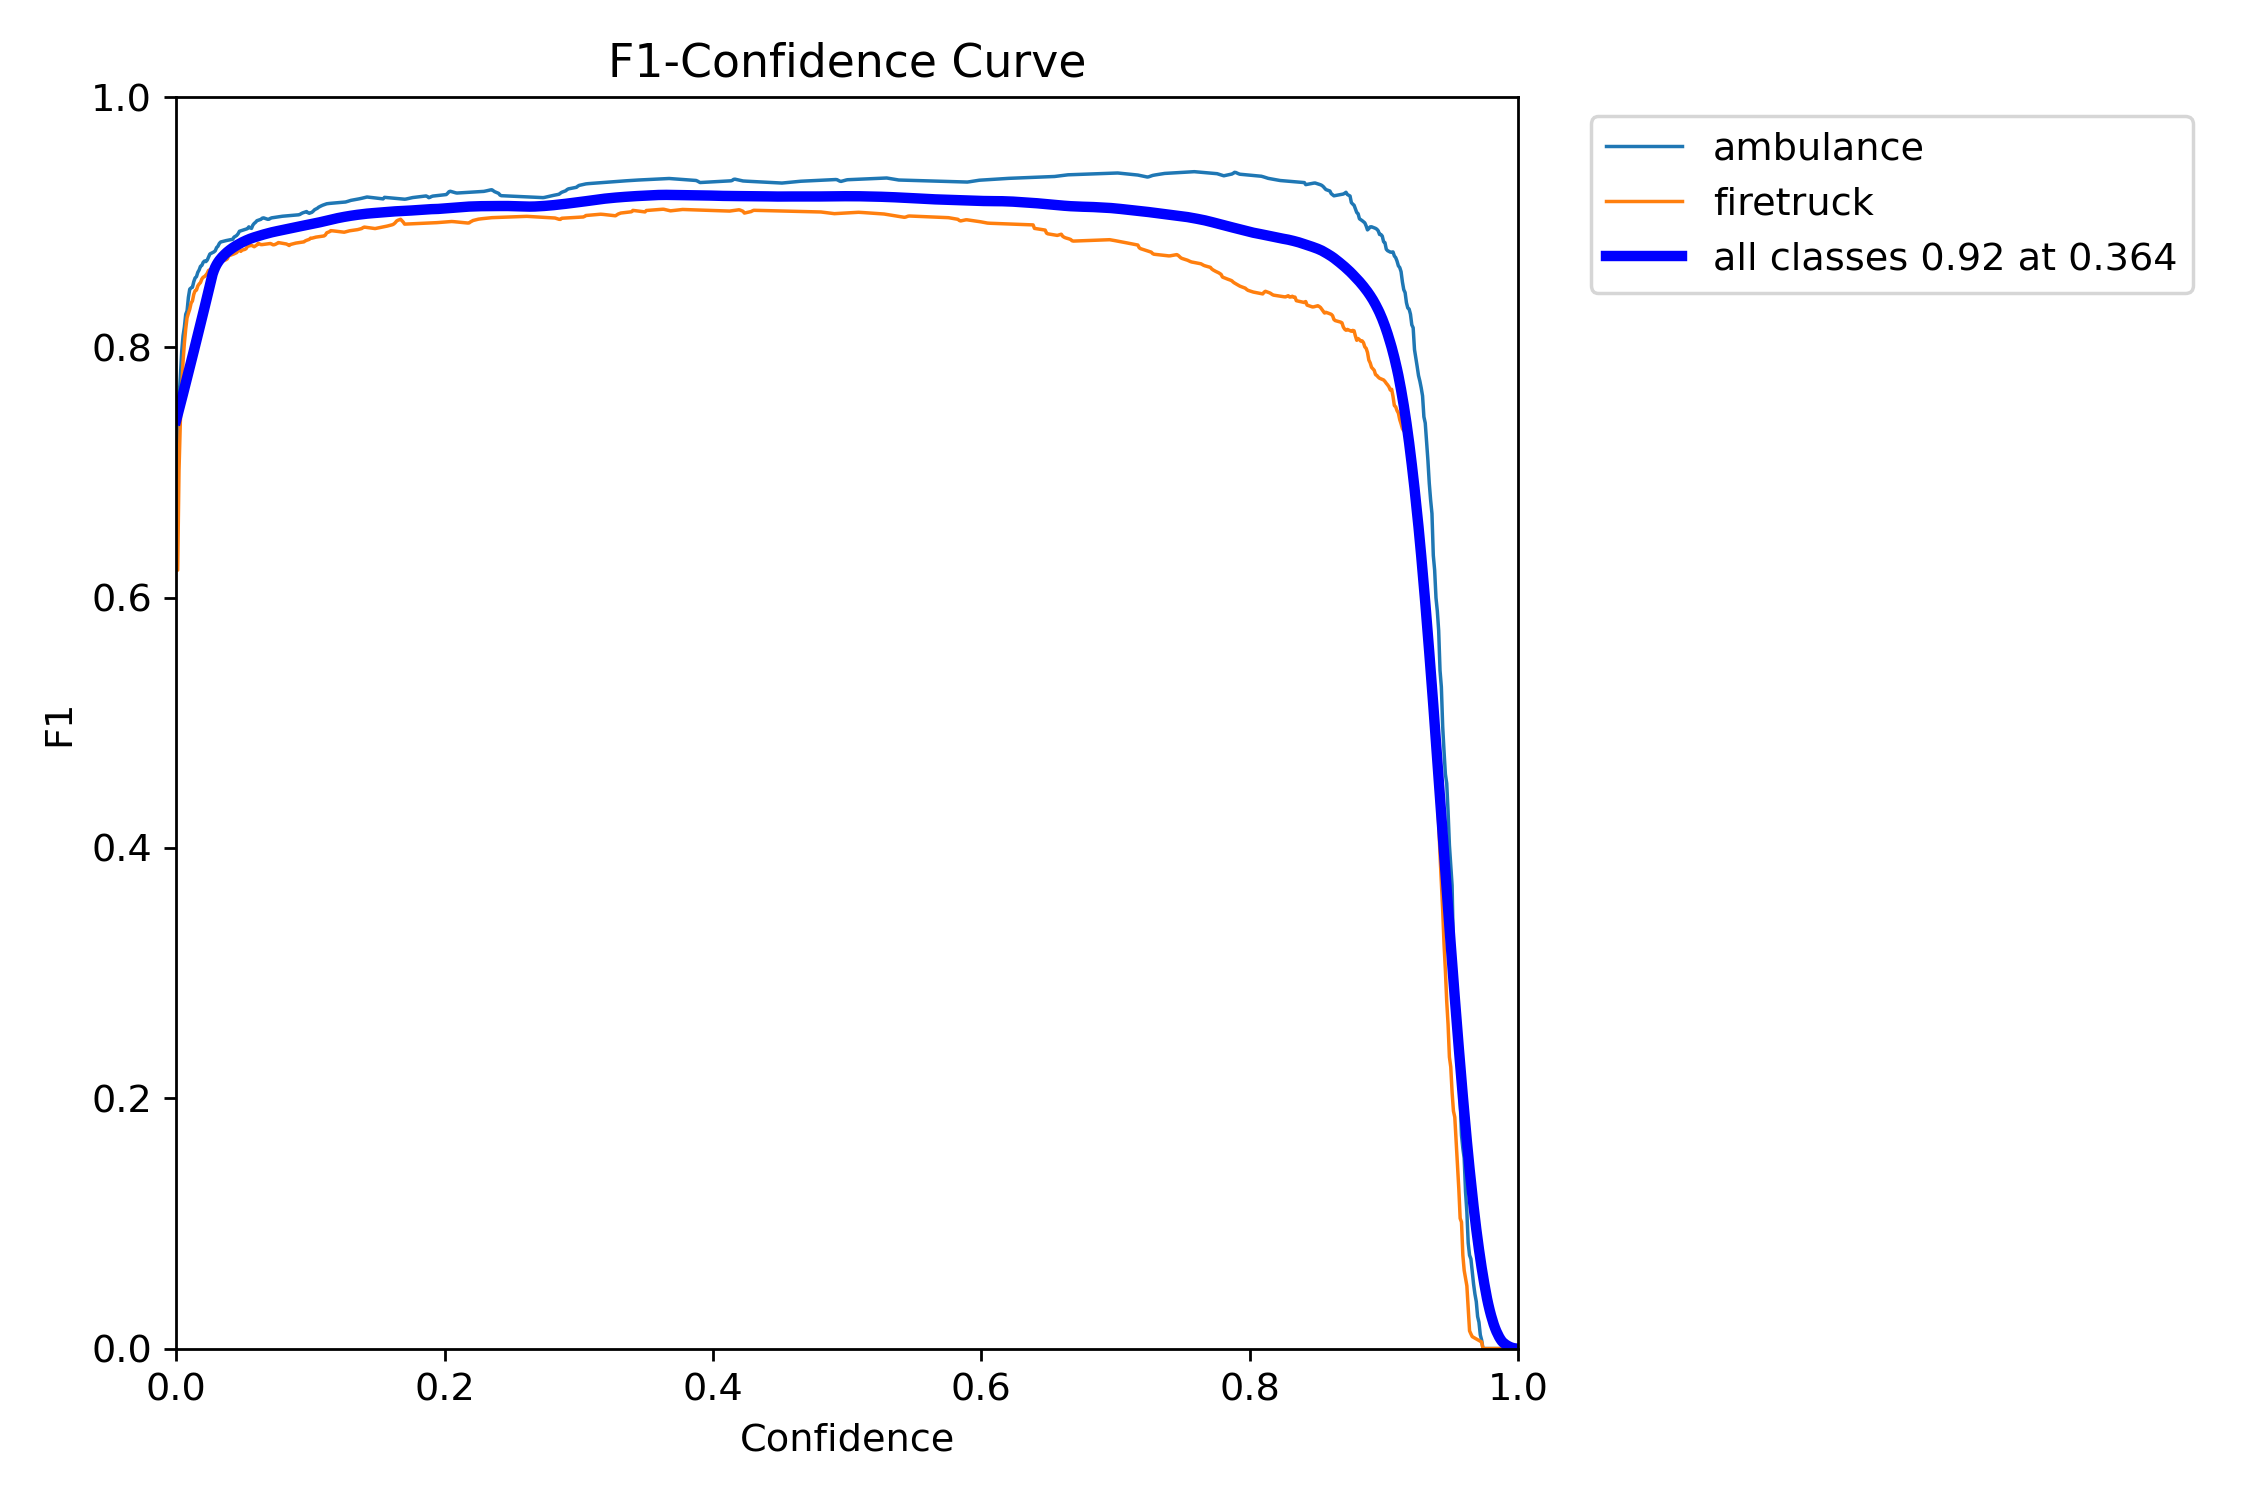 F1-Confidence Curve
1.0
0.8
0.6
0.4
0.2
0.0
F1
0.0 0.2 0.4 0.6 0.8 1.0
Confidence
ambulance
firetruck
all classes 0.92 at 0.364